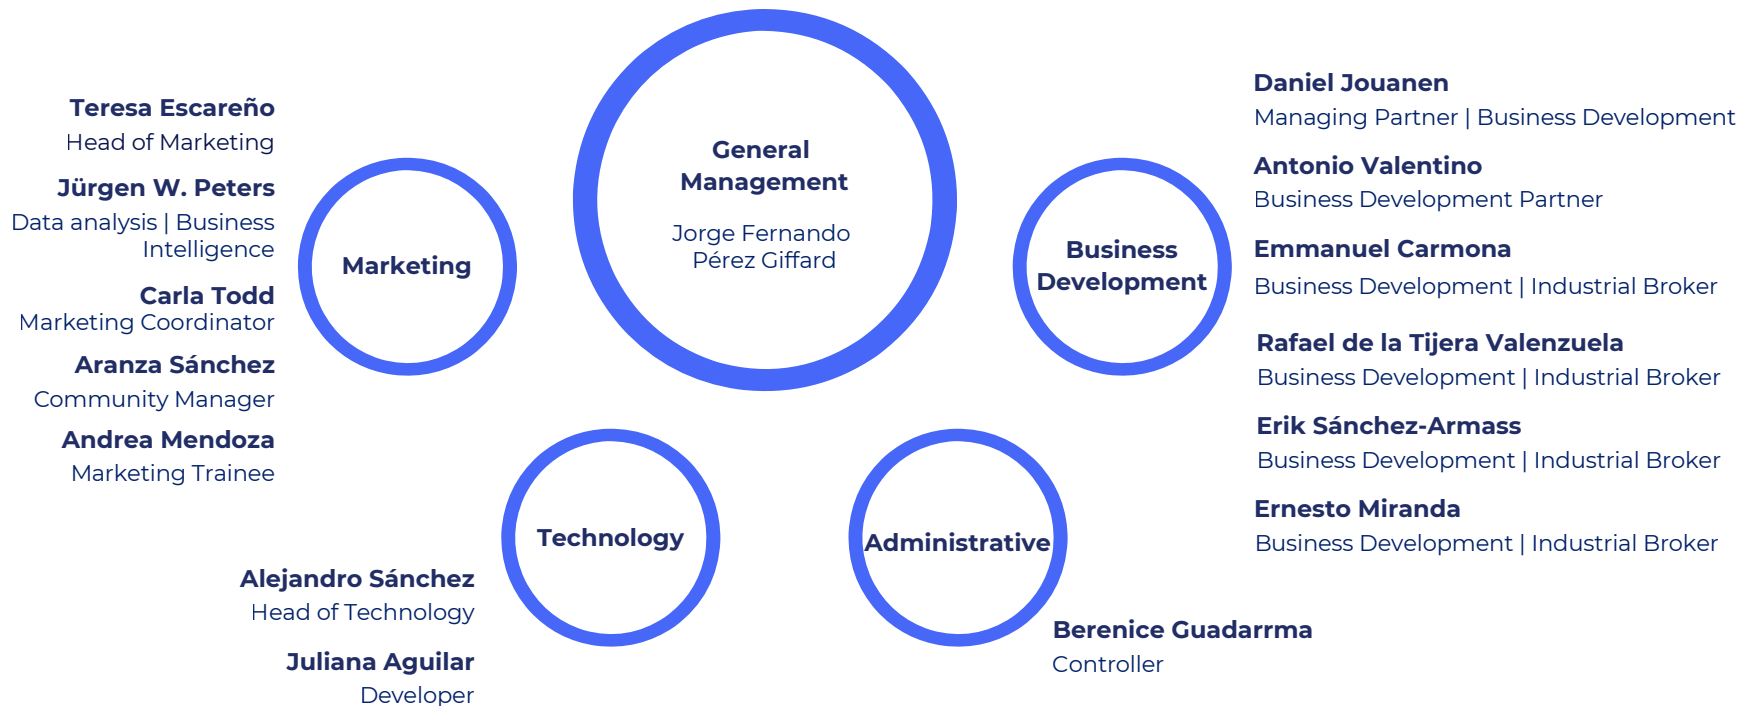 General
Management
Jorge Fernando
Pérez Giffard
Teresa Escareño
Head of Marketing
Jürgen W. Peters
Data analysis | Business
Intelligence
Carla Todd
Marketing Coordinator
Aranza Sánchez
Community Manager
Andrea Mendoza
Marketing Trainee
Marketing
Business
Development
Daniel Jouanen
Managing Partner | Business Development
Antonio Valentino
Business Development Partner
Emmanuel Carmona
Business Development | Industrial Broker
Rafael de la Tijera Valenzuela
Business Development | Industrial Broker
Erik Sánchez-Armass
Business Development | Industrial Broker
Ernesto Miranda
Business Development | Industrial Broker
Technology
Alejandro Sánchez
Head of Technology
Juliana Aguilar
Developer
Administrative
Berenice Guadarrma
Controller